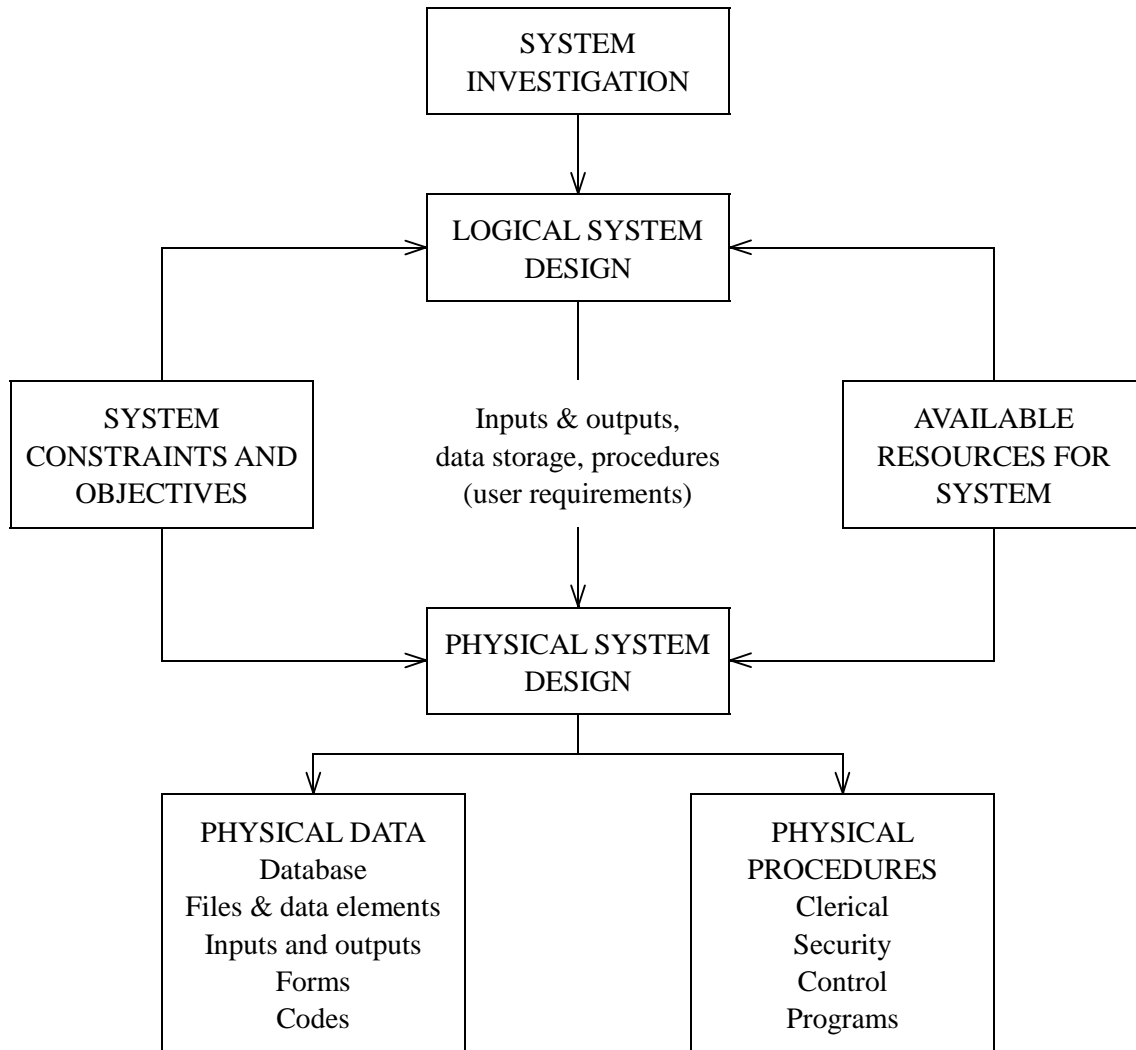 SYSTEM
INVESTIGATION
LOGICAL SYSTEM
DESIGN
SYSTEM
CONSTRAINTS AND
OBJECTIVES
Inputs & outputs,
data storage, procedures
(user requirements)
AVAILABLE
RESOURCES FOR
SYSTEM
PHYSICAL SYSTEM
DESIGN
PHYSICAL DATA
Database
Files & data elements
Inputs and outputs
Forms
Codes
PHYSICAL
PROCEDURES
Clerical
Security
Control
Programs